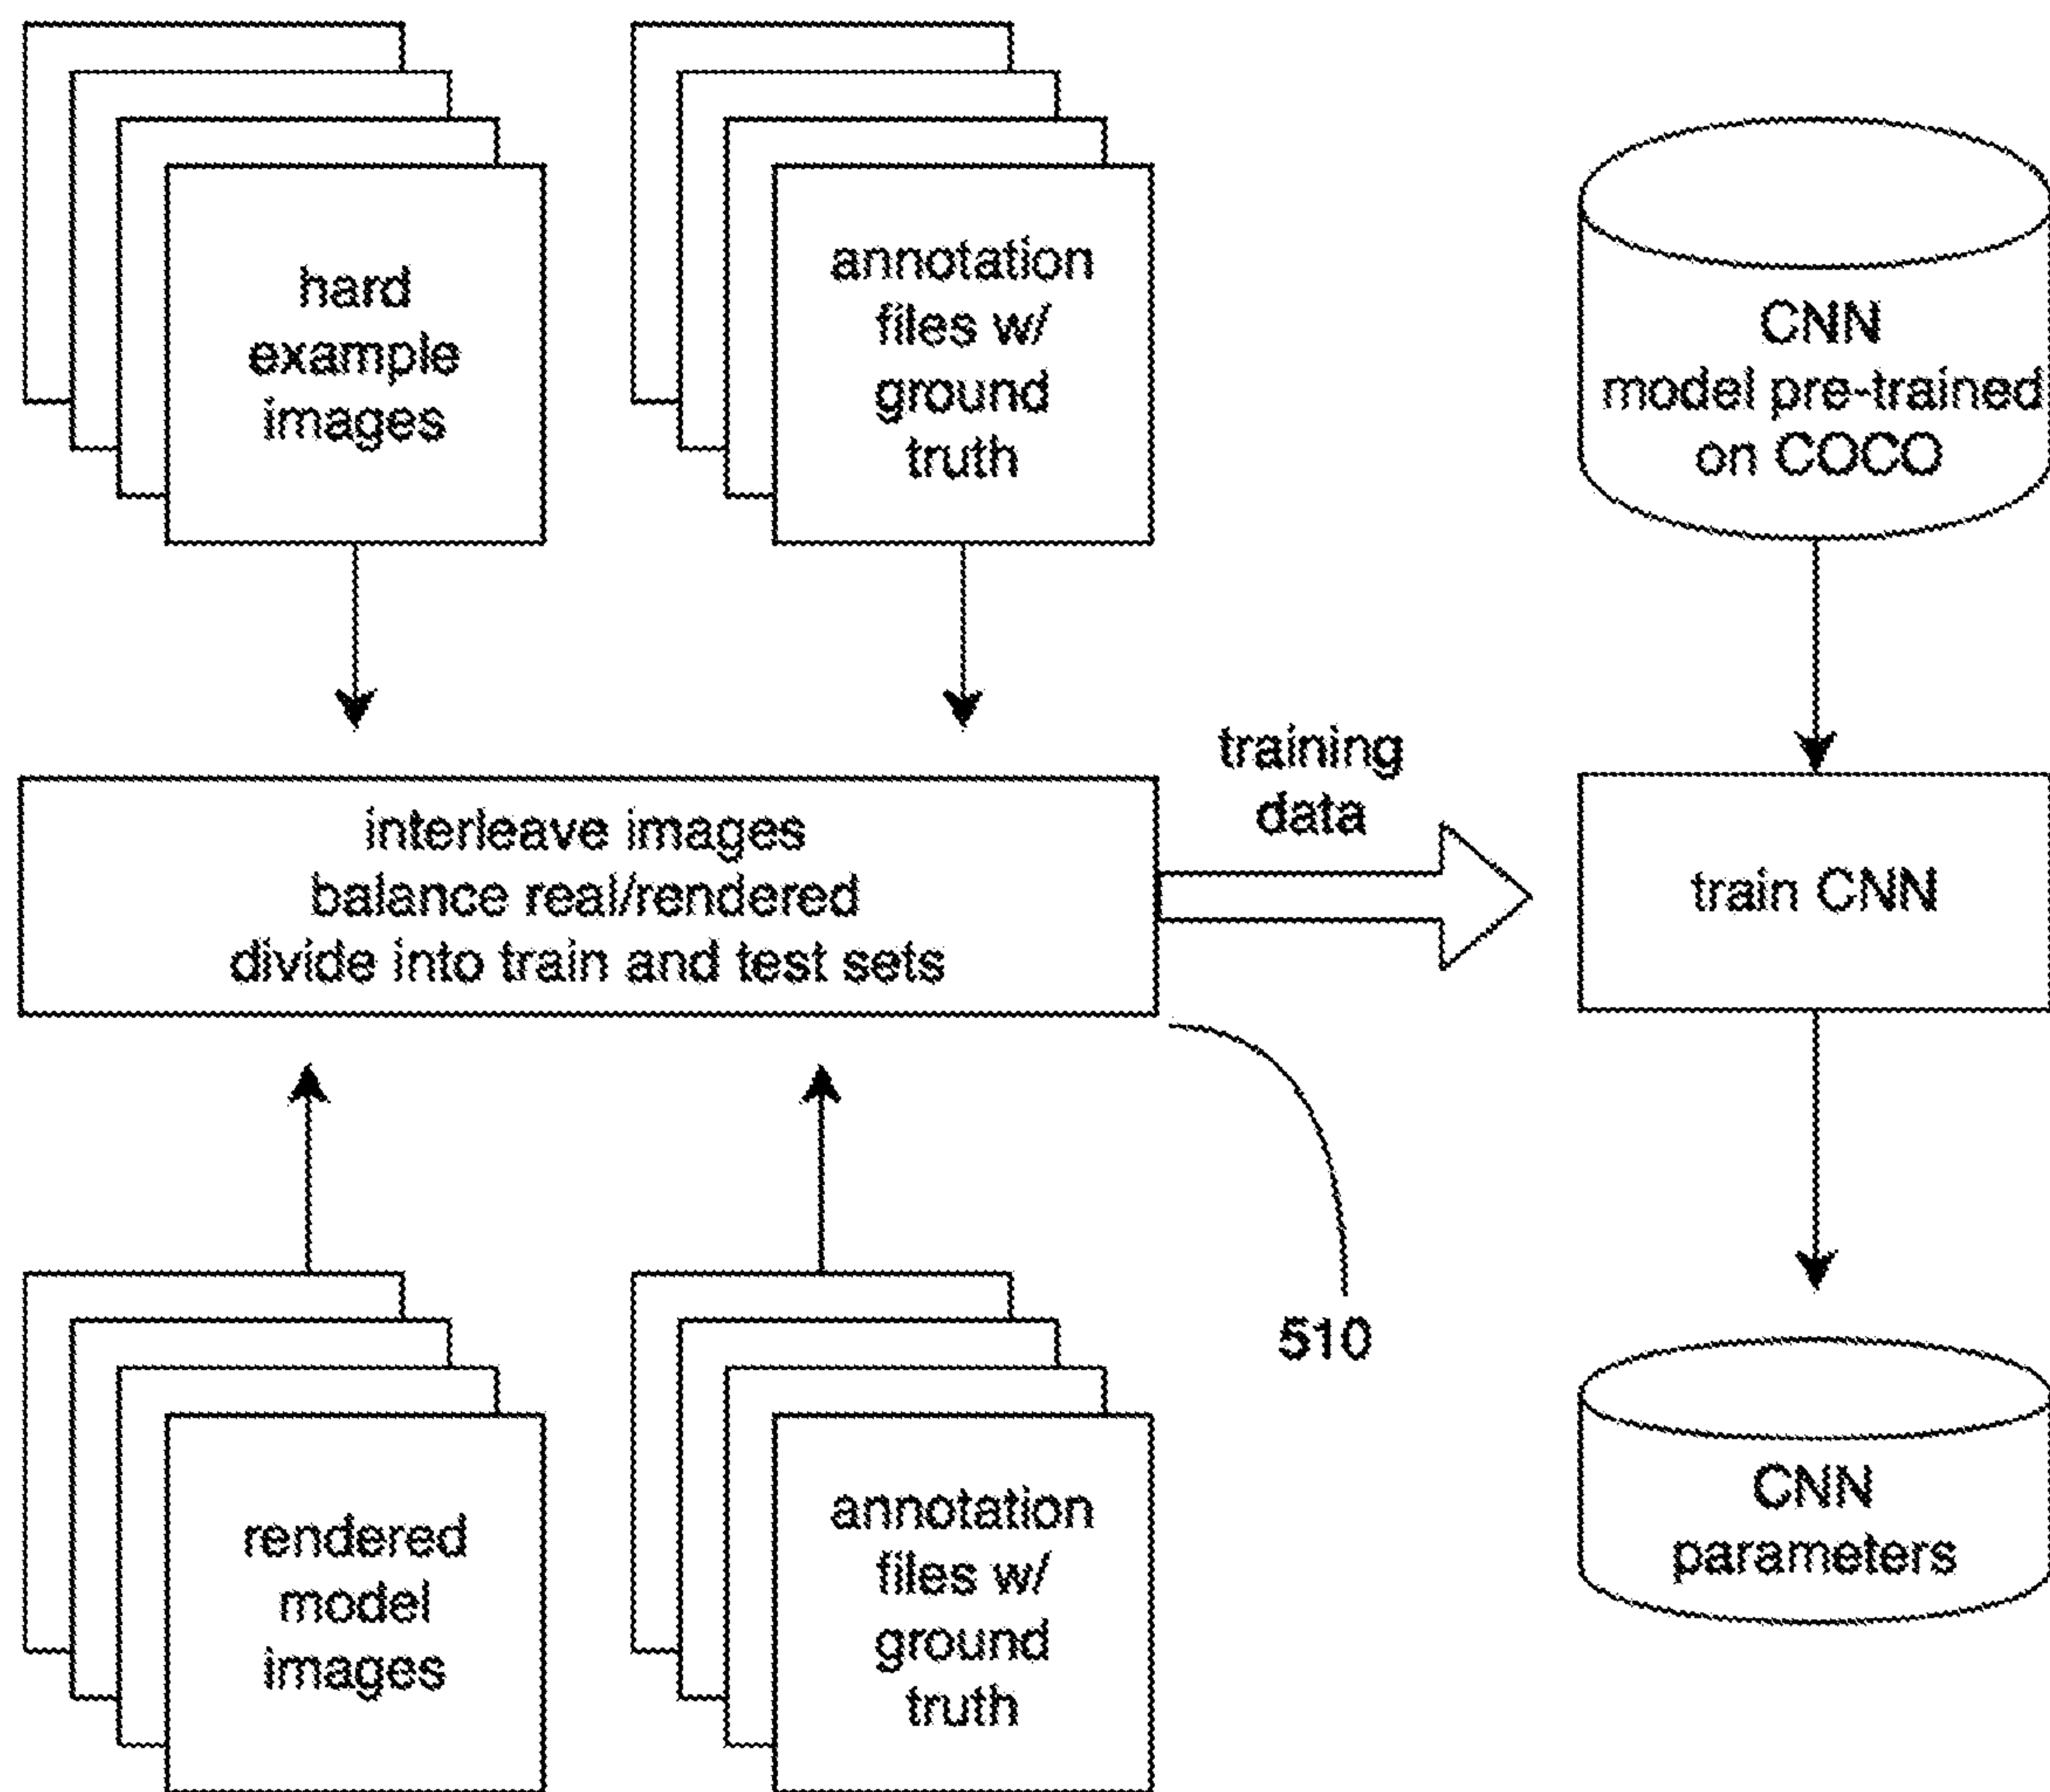 hard
example
images
annotation
files w/
ground
truth
CNN
model pre-trained
on COCO
interleave images
balance real/rendered
divide into train and test sets
training
data
train CNN
510
rendered
model
images
annotation
files w/
ground
truth
CNN
parameters